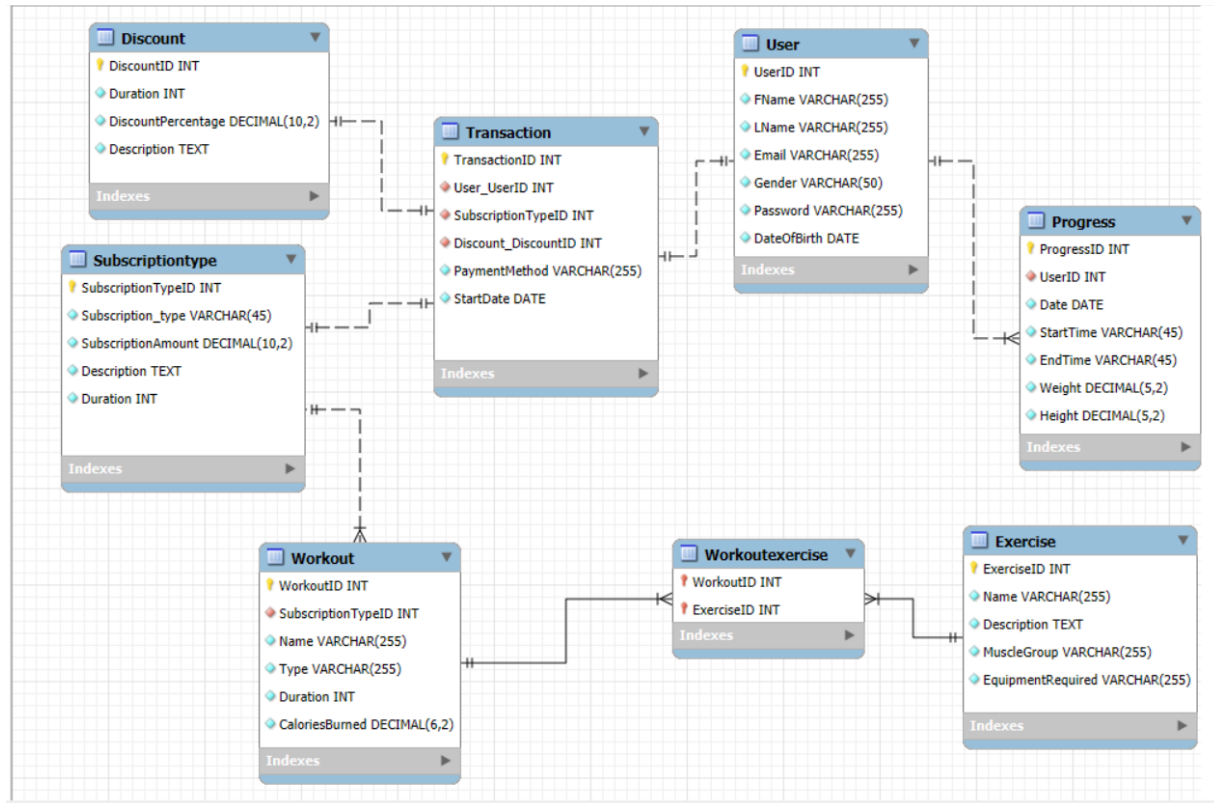 Discount
DiscountID INT
Duration INT
DiscountPercentage DECIMAL(10,2)
Description TEXT
Indexes
Subscriptiontype
SubscriptionTypeID INT
Subscription_type VARCHAR(45)
SubscriptionAmount DECIMAL(10,2)
Description TEXT
Duration INT
Indexes
Transaction
TransactionID INT
User_UserID INT
SubscriptionTypeID INT
Discount_DiscountID INT
PaymentMethod VARCHAR(255)
StartDate DATE
Indexes
User
UserID INT
FName VARCHAR(255)
LName VARCHAR(255)
Email VARCHAR(255)
Gender VARCHAR(50)
Password VARCHAR(255)
DateOfBirth DATE
Indexes
Progress
ProgressID INT
UserID INT
Date DATE
StartTime VARCHAR(45)
EndTime VARCHAR(45)
Weight DECIMAL(5,2)
Height DECIMAL(5,2)
Indexes
Workout
WorkoutID INT
SubscriptionTypeID INT
Name VARCHAR(255)
Type VARCHAR(255)
Duration INT
CaloriesBurned DECIMAL(6,2)
Indexes
Workoutexercise
WorkoutID INT
ExerciseID INT
Indexes
Exercise
ExerciseID INT
Name VARCHAR(255)
Description TEXT
MuscleGroup VARCHAR(255)
EquipmentRequired VARCHAR(255)
Indexes